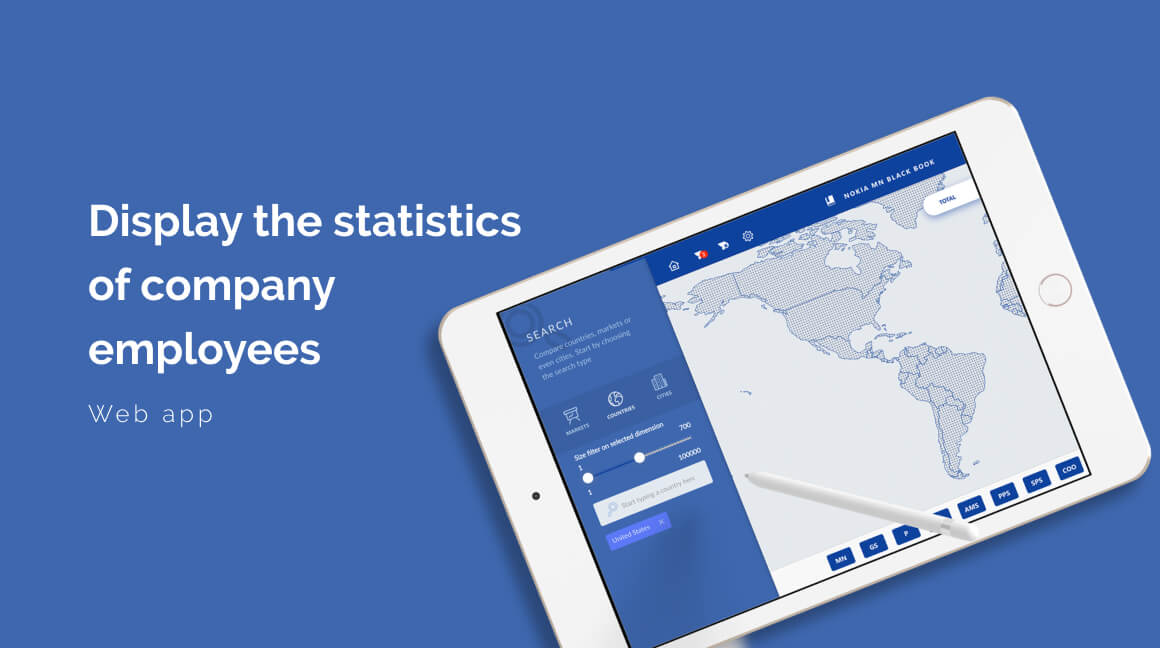 Display the statistics
of company
employees
Web app
NOKIA MN BLACK BOOK
TOTAL
SEARCH
Compare countries, markets or
even cities. Start by choosing
the search type
MARKETS
COUNTRIES
CITIES
Size filter on selected dimension
1
700
1
100000
Start typing a country here
United States
MN
GS
P
AMS
PPS
SPS
COO